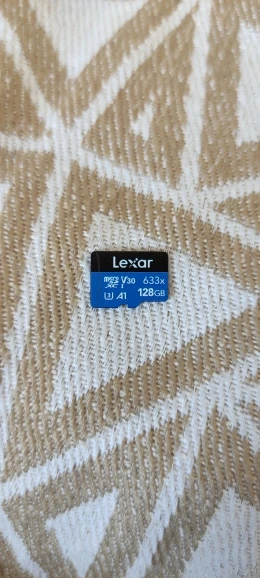 Lexar
micro SD XC I V30 633x
U3 A1 128GB